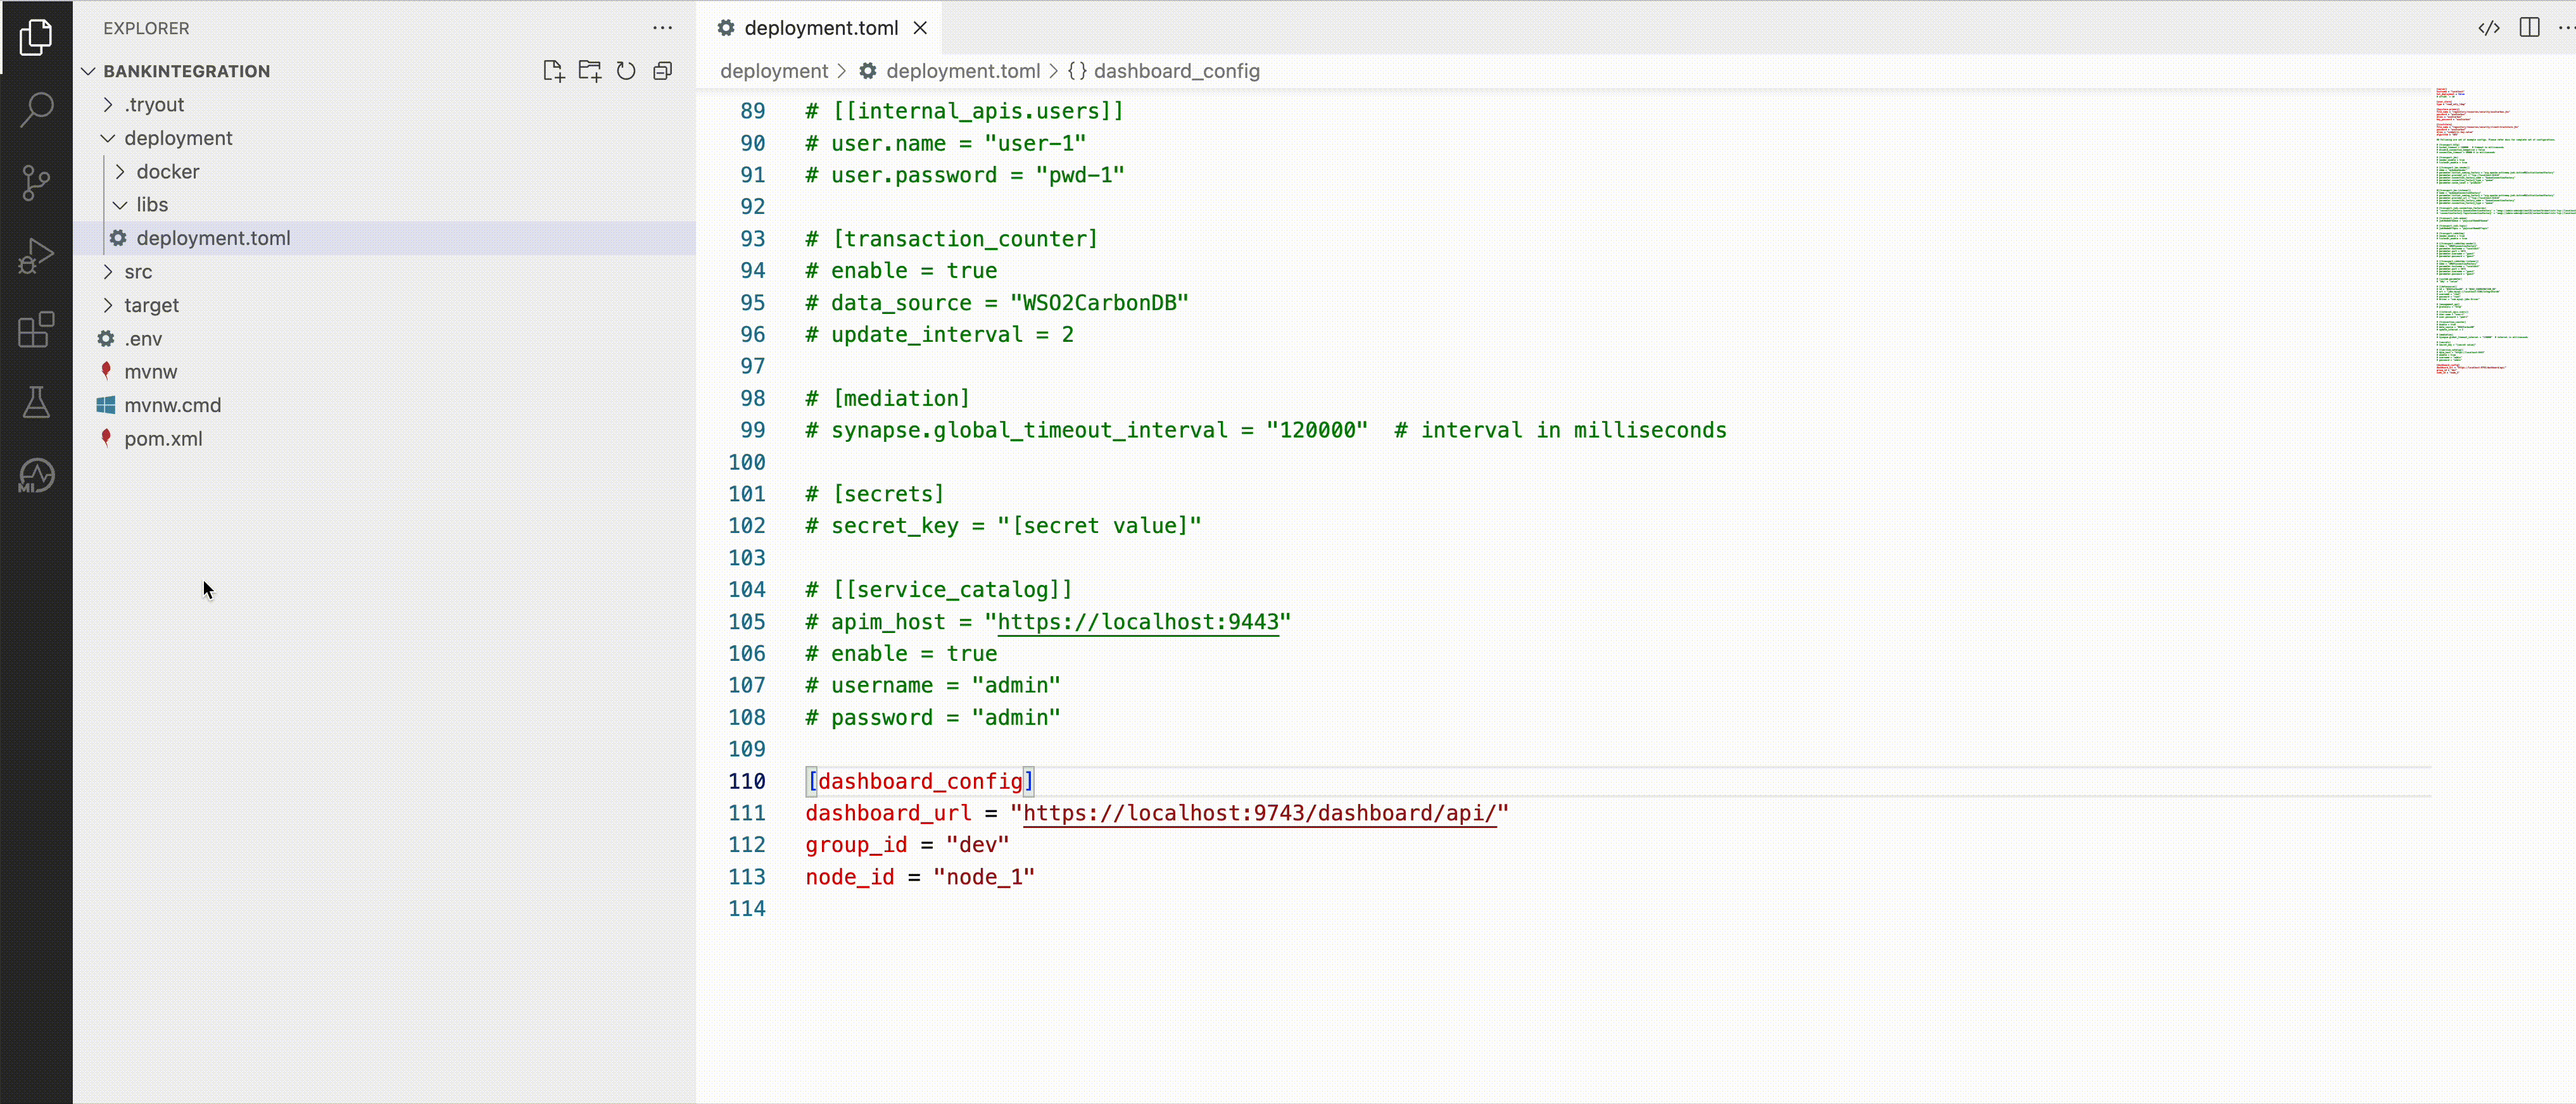 EXPLORER
BANKINTEGRATION
.tryout
deployment
docker
libs
deployment.toml
src
target
.env
mvnw
mvnw.cmd
pom.xml
MI
deployment.toml
deployment > deployment.toml > {} dashboard_config
89 # [[internal_apis.users]]
90 # user.name = "user-1"
91 # user.password = "pwd-1"
92
93 # [transaction_counter]
94 # enable = true
95 # data_source = "WSO2CarbonDB"
96 # update_interval = 2
97
98 # [mediation]
99 # synapse.global_timeout_interval = "120000"  # interval in milliseconds
100
101 # [secrets]
102 # secret_key = "[secret value]"
103
104 # [[service_catalog]]
105 # apim_host = "https://localhost:9443"
106 # enable = true
107 # username = "admin"
108 # password = "admin"
109
110 [dashboard_config]
111 dashboard_url = "https://localhost:9743/dashboard/api/"
112 group_id = "dev"
113 node_id = "node_1"
114